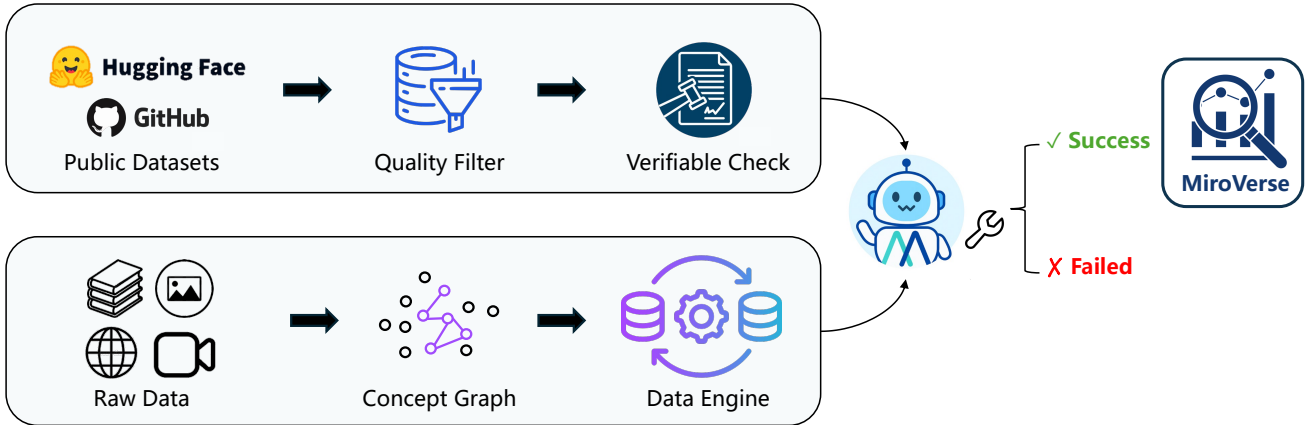 Hugging Face
GitHub
Public Datasets
Quality Filter
Verifiable Check
Raw Data
Concept Graph
Data Engine
✓ Success
✗ Failed
MiroVerse